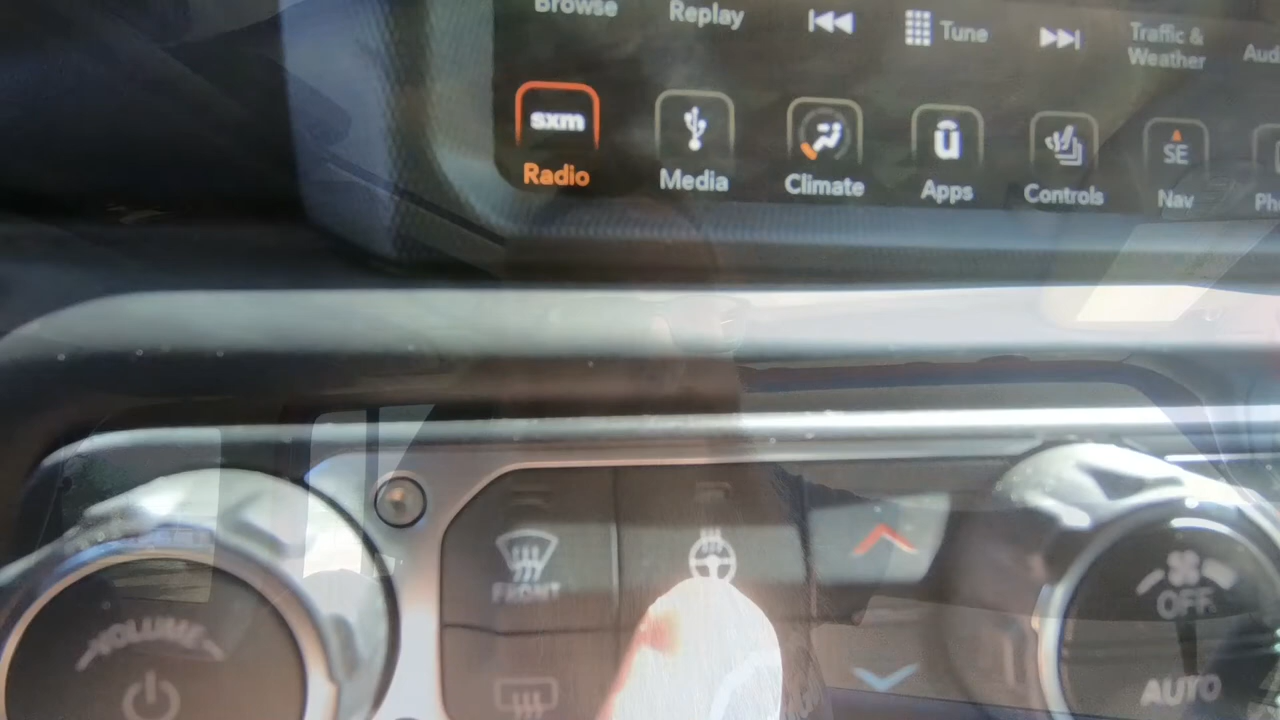 Browse Replay Tune Traffic &
Weather
sxm
Radio Media Climate Apps Controls SE
Nav
FRONT
VOLUME
OFF
AUTO